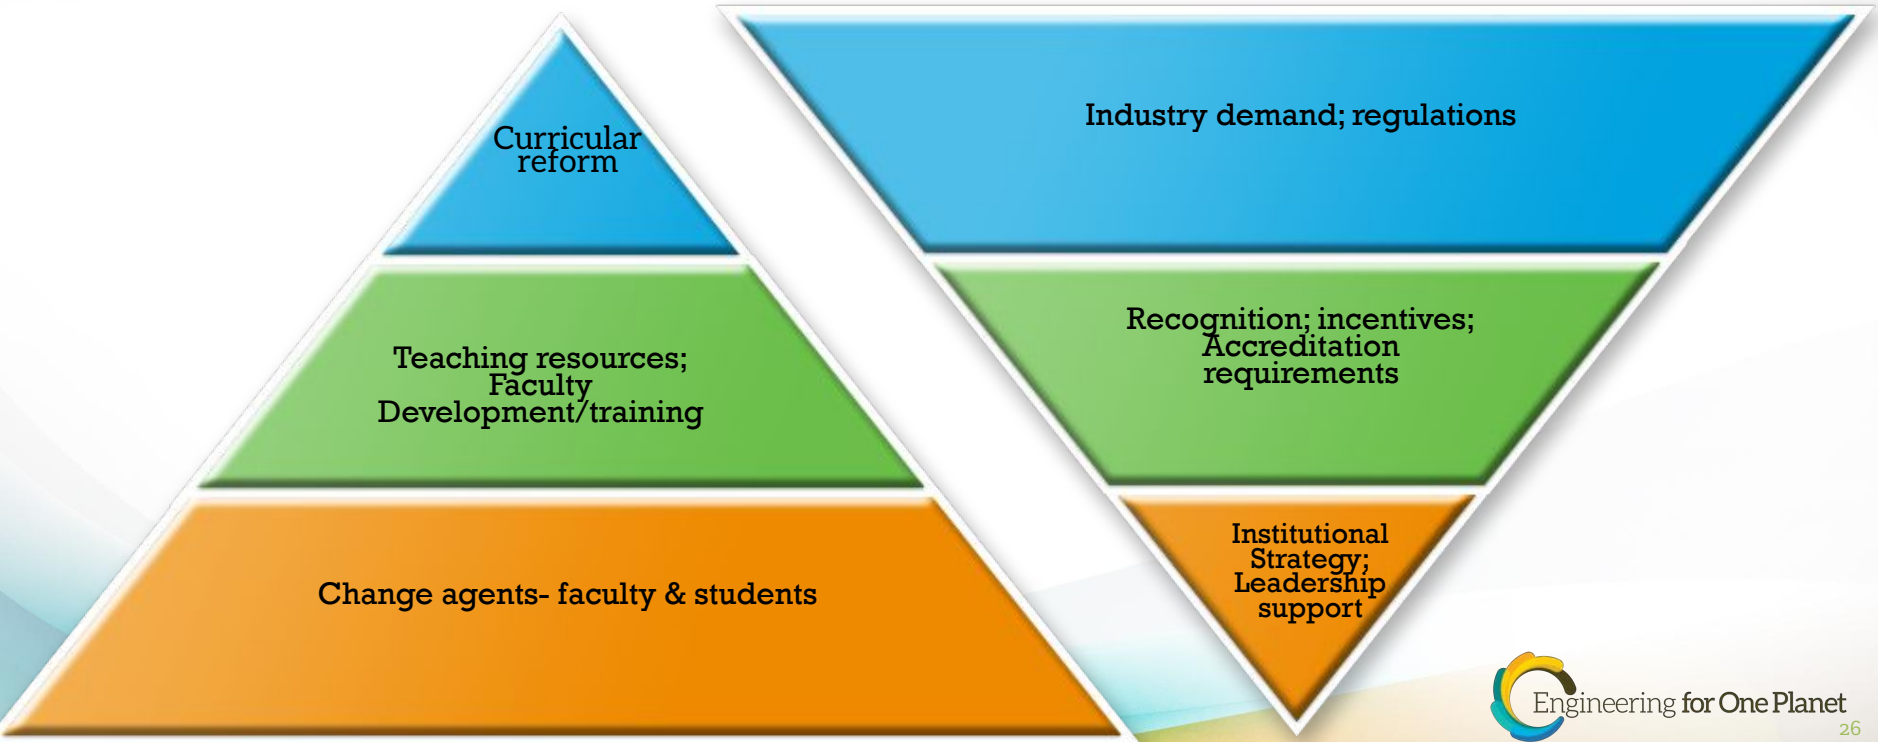 Curricular
reform
Teaching resources;
Faculty
Development/training
Change agents- faculty & students
Industry demand; regulations
Recognition; incentives;
Accreditation
requirements
Institutional
Strategy;
Leadership
support
Engineering for One Planet
26